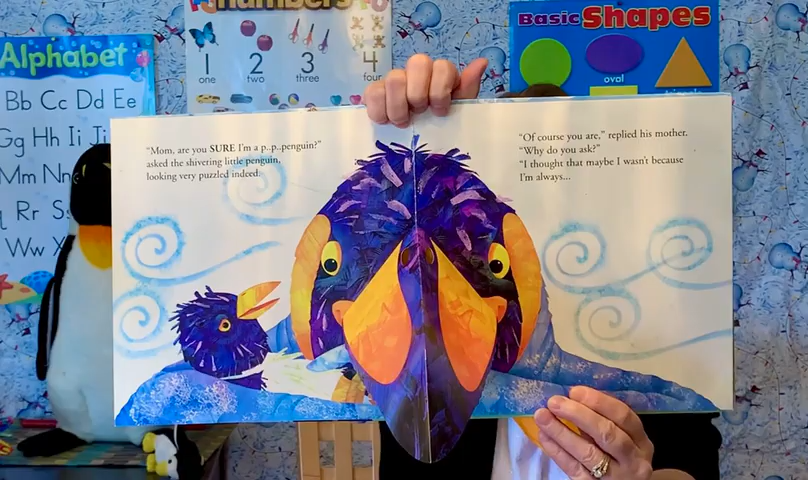 Numbers
Basic Shapes
Alphabet
1 2 3 4
one two three four
oval
Bb Cc Dd Ee
Gg Hh Ii Jj
Mm Nn
Rr Ss
Ww X
"Mom, are you SURE I'm a p..p..penguin?"
asked the shivering little penguin,
looking very puzzled indeed.
"Of course you are," replied his mother.
"Why do you ask?"
"I thought that maybe I wasn't because
I'm always...